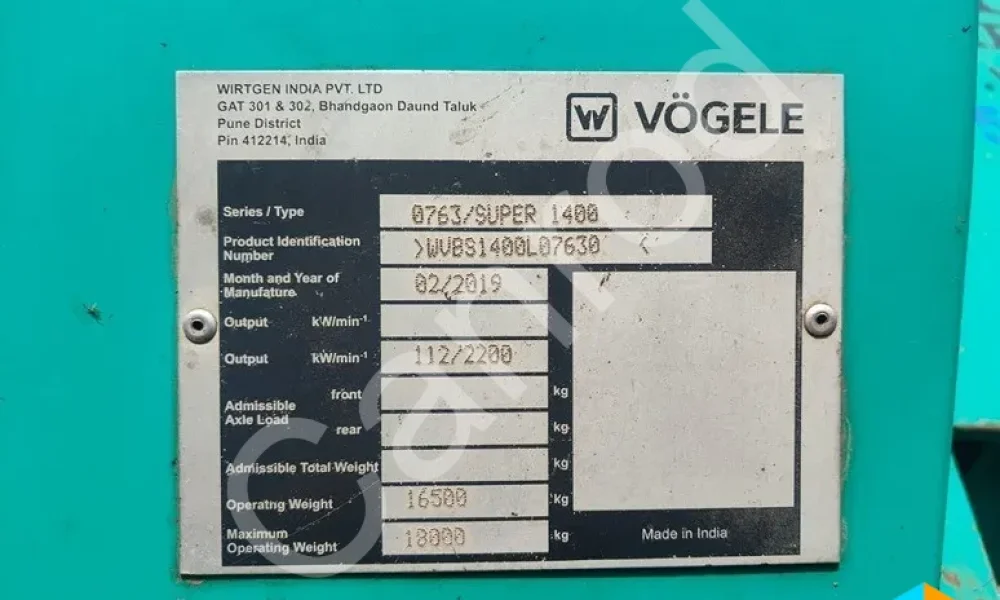 WIRTGEN INDIA PVT. LTD
GAT 301 & 302, Bhandgaon Daund Taluk
Pune District
Pin 412214, India
W VÖGELE
Series / Type 0763/SUPER 1400
Product Identification
Number >WVBS1400L07630 <
Month and Year of
Manufature 02/2019
Output kW/min-¹
Output kW/min-¹ 112/2200
Admissible
Axle Load
front kg
rear kg
Admissible Total Weight kg
Operatng Weight 16500 kg
Maximum
Operating Weight 18000 kg
Made in India